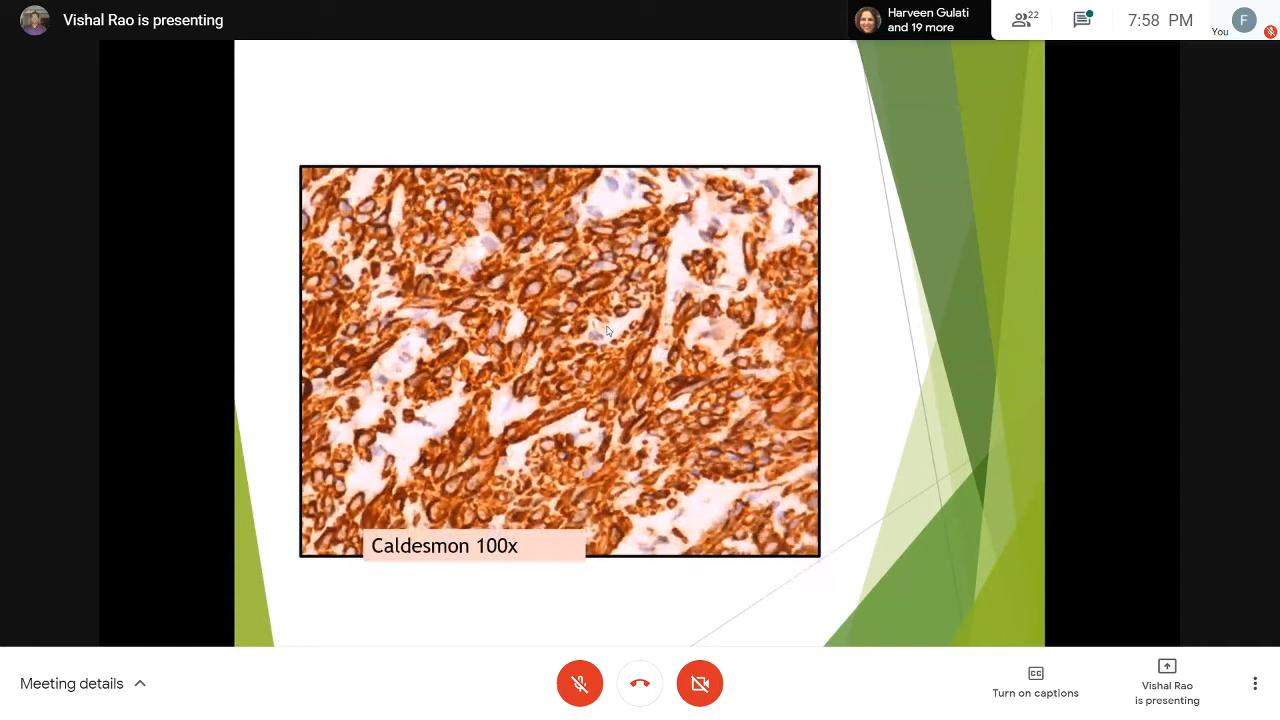 Vishal Rao is presenting
Harveen Gulati
and 19 more
22
7:58 PM
You
F
Caldesmon 100x
Meeting details
CC
Turn on captions
Vishal Rao
is presenting